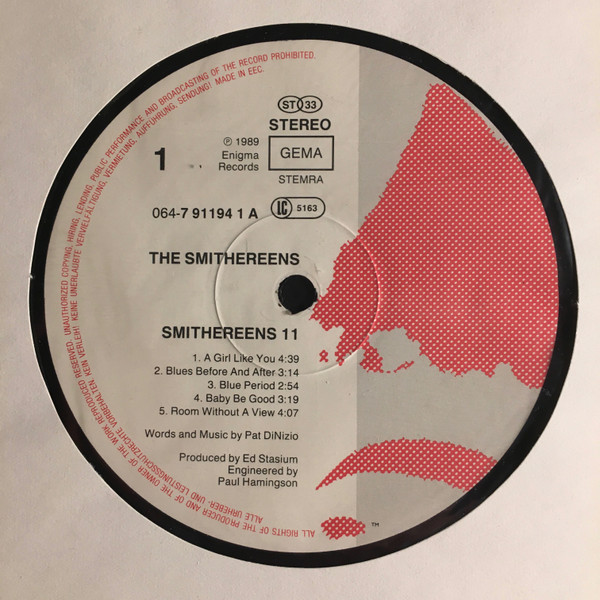 ALL RIGHTS OF THE PRODUCER AND OF THE OWNER OF THE WORK REPRODUCED RESERVED. UNAUTHORIZED COPYING, HIRING, LENDING, PUBLIC PERFORMANCE AND BROADCASTING OF THE RECORD PROHIBITED.
ALLE URHEBER- UND LEISTUNGSSCHUTZRECHTE VORBEHALTEN. KEIN VERLEIH! KEINE UNERLAUBTE VERVIELFÄLTIGUNG, VERMIETUNG, AUFFÜHRUNG, SENDUNG! MADE IN EEC.
ST 33
STEREO
1
℗ 1989
Enigma
Records
GEMA
STEMRA
064-7 91194 1 A
LC 5163
THE SMITHEREENS
SMITHEREENS 11
1. A Girl Like You 4:39
2. Blues Before And After 3:14
3. Blue Period 2:54
4. Baby Be Good 3:19
5. Room Without A View 4:07
Words and Music by Pat DiNizio
Produced by Ed Stasium
Engineered by
Paul Hamingson
™